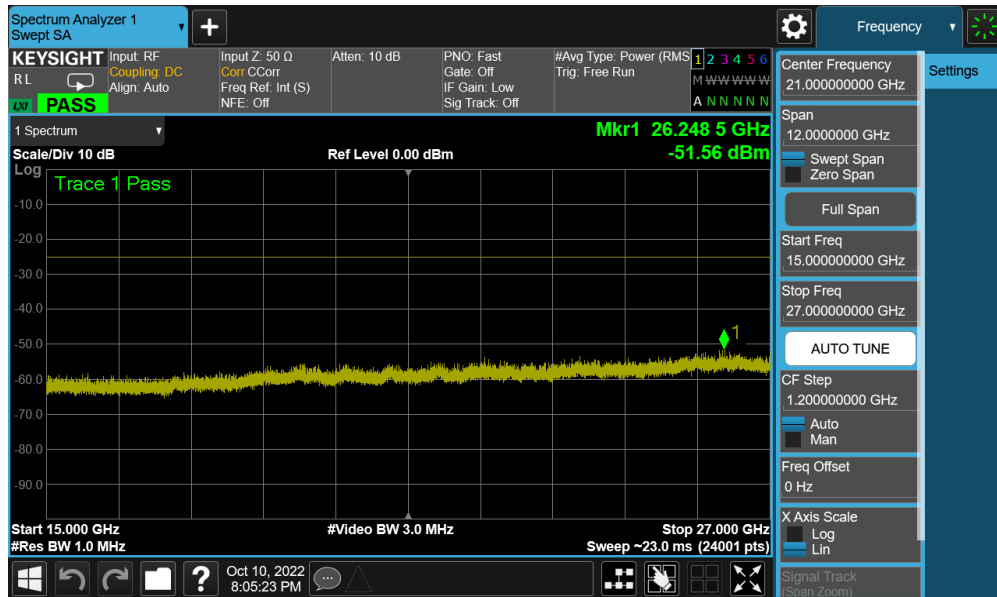 Spectrum Analyzer 1
Swept SA
+
Frequency
KEYSIGHT
R L
LXI PASS
Input: RF
Coupling: DC
Align: Auto
Input Z: 50 Ω
Corr CCorr
Freq Ref: Int (S)
NFE: Off
Atten: 10 dB
PNO: Fast
Gate: Off
IF Gain: Low
Sig Track: Off
#Avg Type: Power (RMS
Trig: Free Run
1 2 3 4 5 6
M W W W W W
A N N N N N
1 Spectrum
Scale/Div 10 dB
Ref Level 0.00 dBm
Mkr1 26.248 5 GHz
-51.56 dBm
Log
Trace 1 Pass
-10.0
-20.0
-30.0
-40.0
-50.0
-60.0
-70.0
-80.0
-90.0
1
Start 15.000 GHz
#Res BW 1.0 MHz
#Video BW 3.0 MHz
Stop 27.000 GHz
Sweep ~23.0 ms (24001 pts)
Center Frequency
21.000000000 GHz
Span
12.0000000 GHz
Swept Span
Zero Span
Full Span
Start Freq
15.000000000 GHz
Stop Freq
27.000000000 GHz
AUTO TUNE
CF Step
1.200000000 GHz
Auto
Man
Freq Offset
0 Hz
X Axis Scale
Log
Lin
Signal Track
(Span Zoom)
Settings
?
Oct 10, 2022
8:05:23 PM